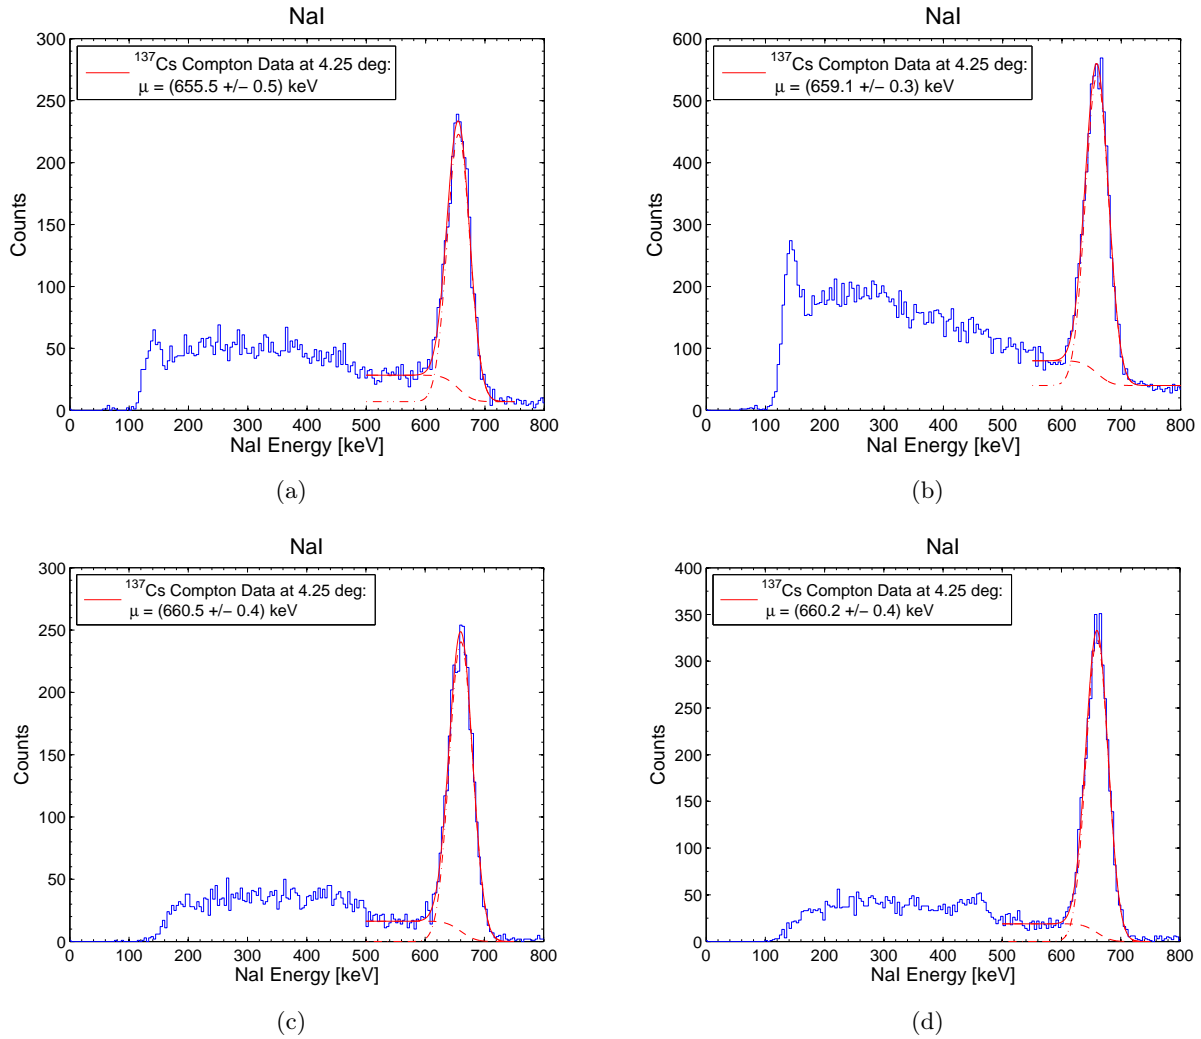 NaI
137Cs Compton Data at 4.25 deg:
μ = (655.5 +/− 0.5) keV
Counts
300
250
200
150
100
50
0
0 100 200 300 400 500 600 700 800
NaI Energy [keV]
(a)
NaI
137Cs Compton Data at 4.25 deg:
μ = (659.1 +/− 0.3) keV
Counts
600
500
400
300
200
100
0
0 100 200 300 400 500 600 700 800
NaI Energy [keV]
(b)
NaI
137Cs Compton Data at 4.25 deg:
μ = (660.5 +/− 0.4) keV
Counts
300
250
200
150
100
50
0
0 100 200 300 400 500 600 700 800
NaI Energy [keV]
(c)
NaI
137Cs Compton Data at 4.25 deg:
μ = (660.2 +/− 0.4) keV
Counts
400
350
300
250
200
150
100
50
0
0 100 200 300 400 500 600 700 800
NaI Energy [keV]
(d)